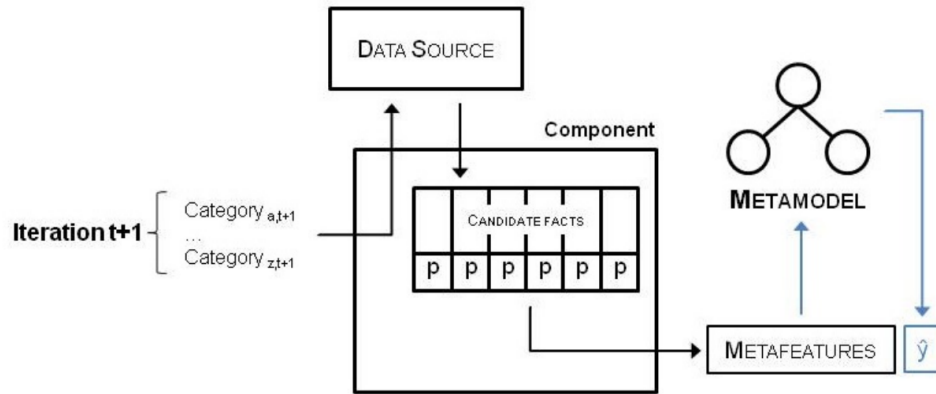 DATA SOURCE
Component
Iteration t+1
Category a,t+1
...
Category z,t+1
CANDIDATE FACTS
p p p p p p
METAMODEL
METAFEATURES
ŷ